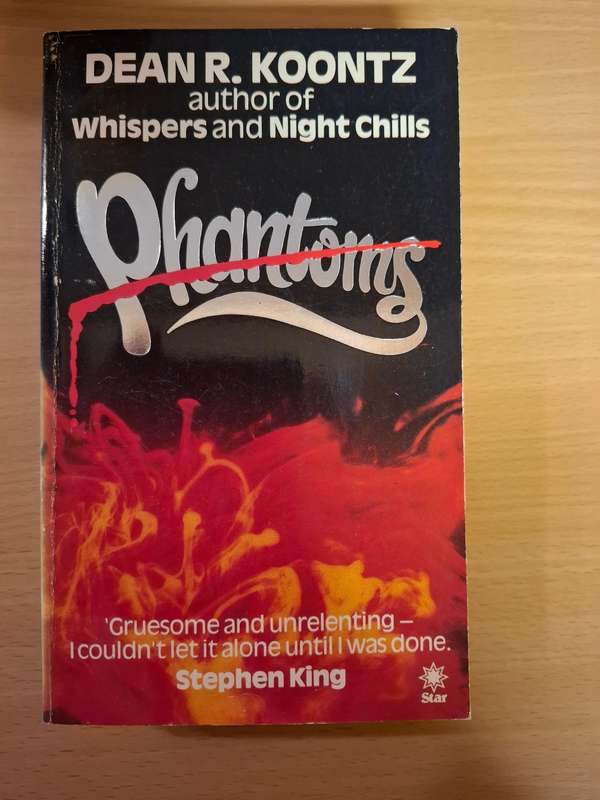 DEAN R. KOONTZ
author of
Whispers and Night Chills
Phantoms
'Gruesome and unrelenting –
I couldn't let it alone until I was done.
Stephen King
Star